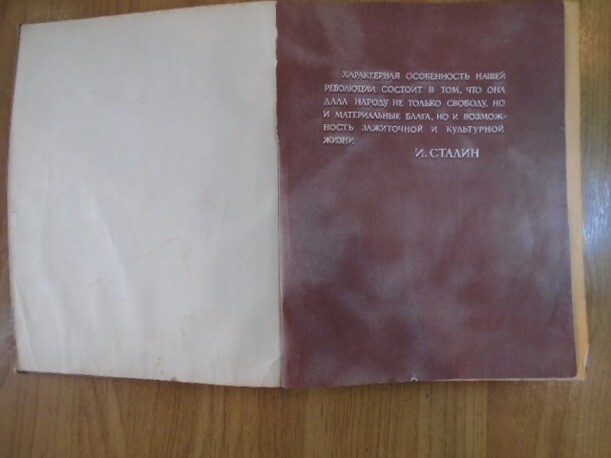 ХАРАКТЕРНАЯ ОСОБЕННОСТЬ НАШЕЙ
РЕВОЛЮЦИИ СОСТОИТ В ТОМ, ЧТО ОНА
ДАЛА НАРОДУ НЕ ТОЛЬКО СВОБОДУ, НО
И МАТЕРИАЛЬНЫЕ БЛАГА, НО И ВОЗМОЖ-
НОСТЬ ЗАЖИТОЧНОЙ И КУЛЬТУРНОЙ
ЖИЗНИ
И. СТАЛИН